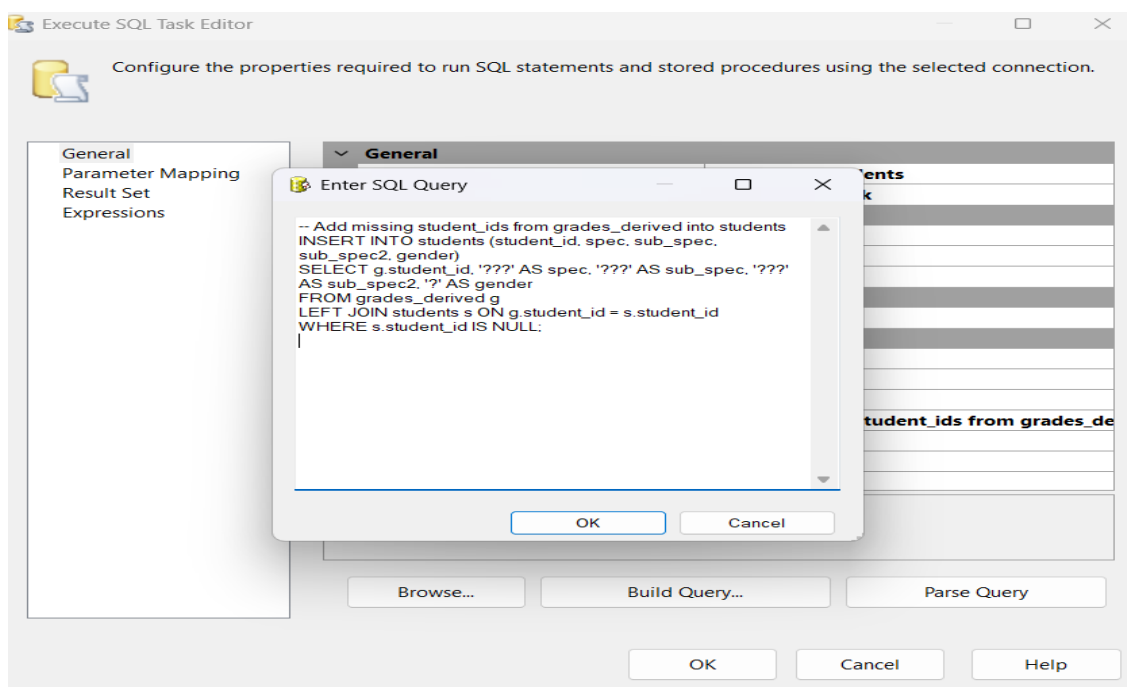 Execute SQL Task Editor
Configure the properties required to run SQL statements and stored procedures using the selected connection.
General
Parameter Mapping
Result Set
Expressions
General
Enter SQL Query
-- Add missing student_ids from grades_derived into students
INSERT INTO students (student_id, spec, sub_spec,
sub_spec2, gender)
SELECT g.student_id, '???' AS spec, '???' AS sub_spec, '???'
AS sub_spec2, '?' AS gender
FROM grades_derived g
LEFT JOIN students s ON g.student_id = s.student_id
WHERE s.student_id IS NULL;
OK
Cancel
Browse...
Build Query...
Parse Query
OK
Cancel
Help